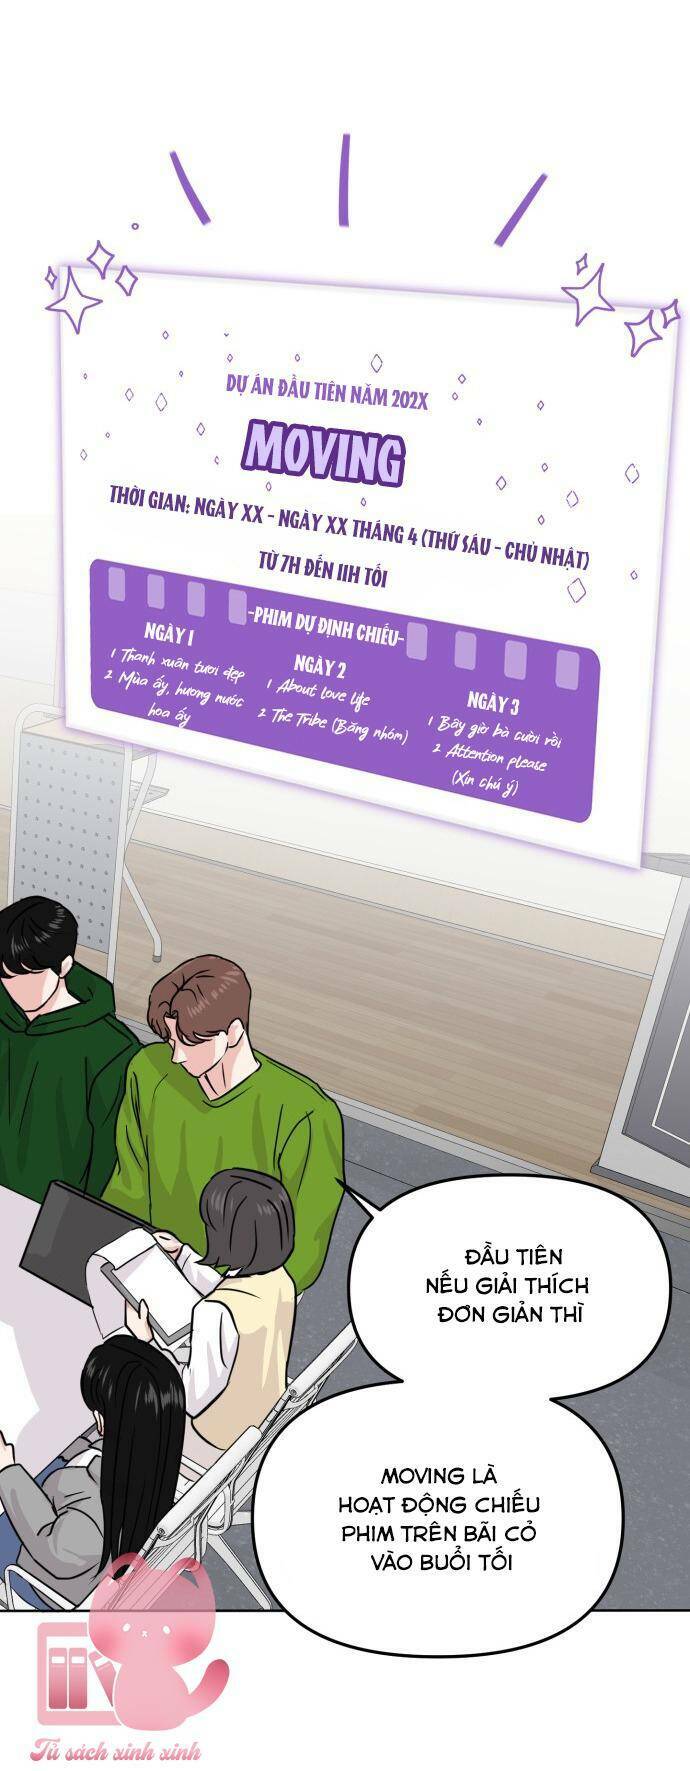 DỰ ÁN ĐẦU TIÊN NĂM 202X
MOVING
THỜI GIAN: NGÀY XX - NGÀY XX THÁNG 4 (THỨ SÁU - CHỦ NHẬT)
TỪ 7H ĐẾN 11H TỐI
-PHIM DỰ ĐỊNH CHIẾU-
NGÀY 1
1 Thanh xuân tươi đẹp
2 Mùa ấy, hương nước
hoa ấy
NGÀY 2
1 About love life
2 The Tribe (Băng nhóm)
NGÀY 3
1 Bây giờ bà cười rồi
2 Attention please
(Xin chú ý)
ĐẦU TIÊN
NẾU GIẢI THÍCH
ĐƠN GIẢN THÌ
MOVING LÀ
HOẠT ĐỘNG CHIẾU
PHIM TRÊN BÃI CỎ
VÀO BUỔI TỐI
Tủ sách xinh xinh